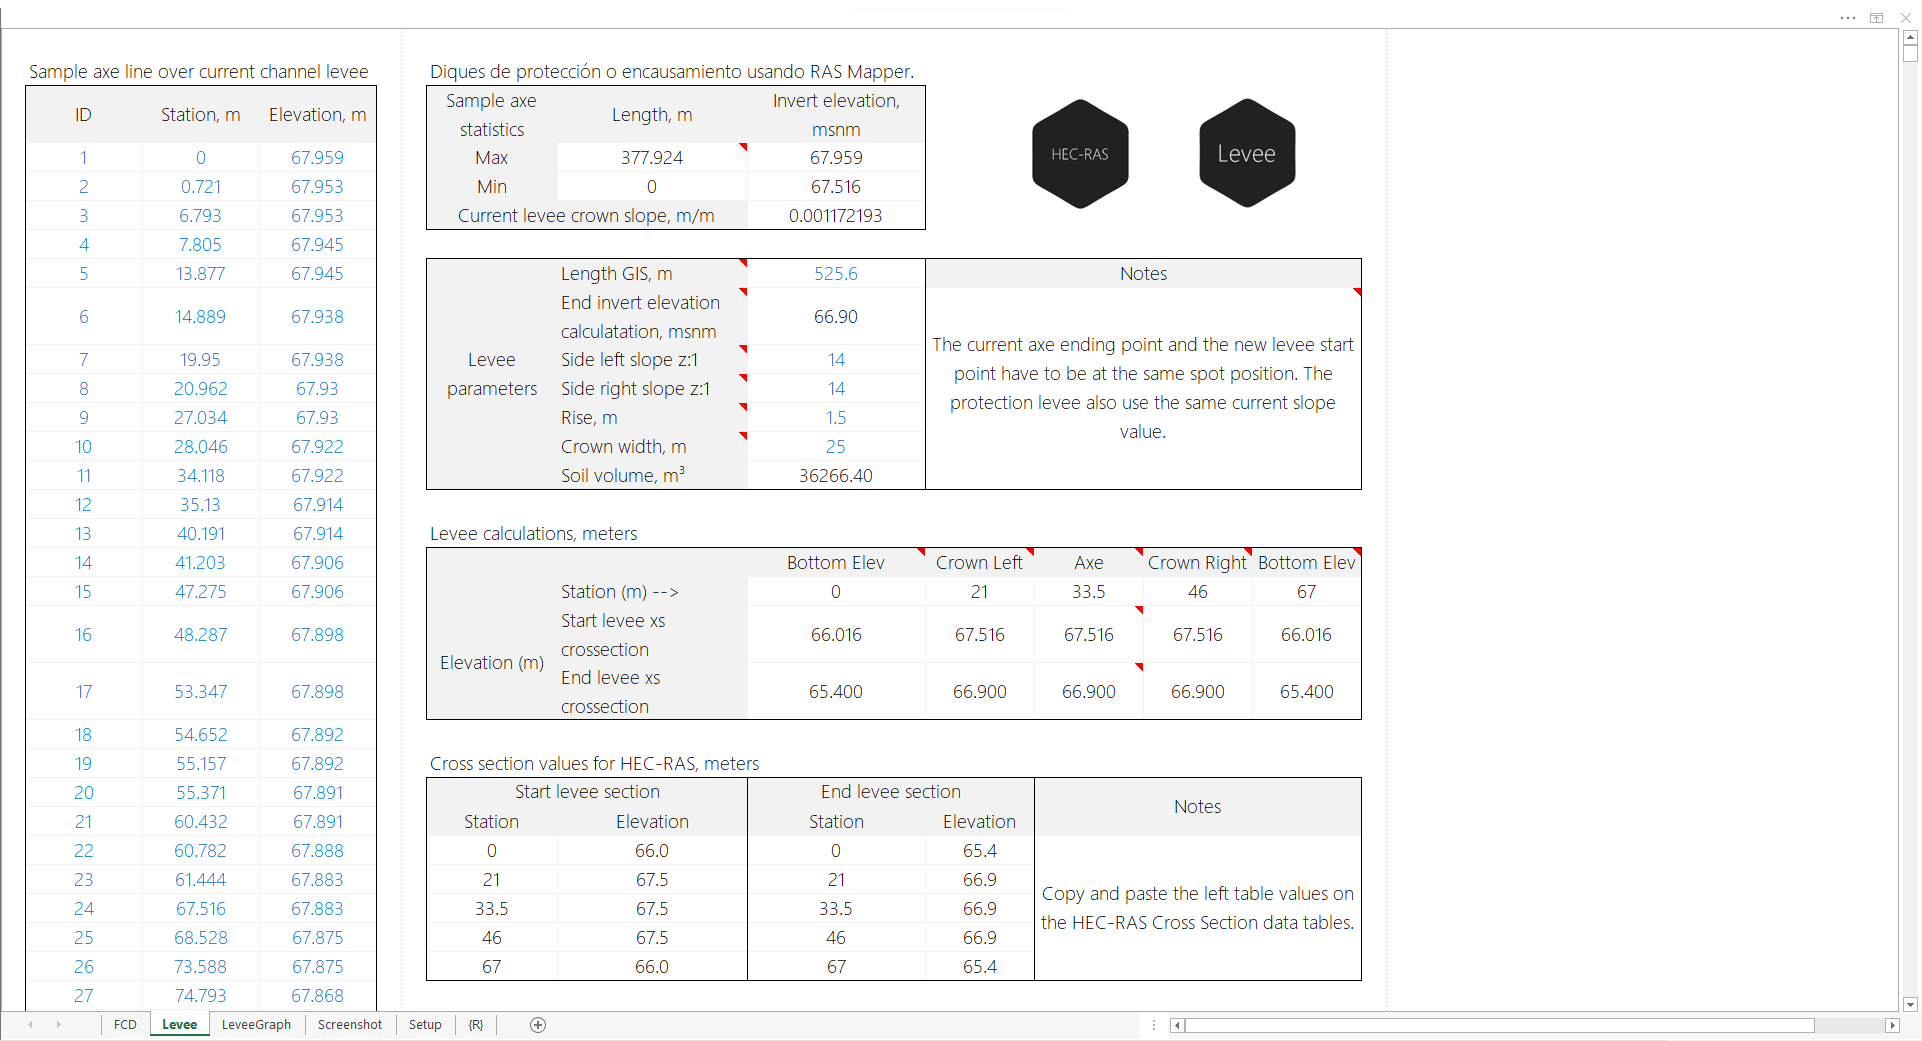 Sample axe line over current channel levee
ID Station, m Elevation, m
1 0 67.959
2 0.721 67.953
3 6.793 67.953
4 7.805 67.945
5 13.877 67.945
6 14.889 67.938
7 19.95 67.938
8 20.962 67.93
9 27.034 67.93
10 28.046 67.922
11 34.118 67.922
12 35.13 67.914
13 40.191 67.914
14 41.203 67.906
15 47.275 67.906
16 48.287 67.898
17 53.347 67.898
18 54.652 67.892
19 55.157 67.892
20 55.371 67.891
21 60.432 67.891
22 60.782 67.888
23 61.444 67.883
24 67.516 67.883
25 68.528 67.875
26 73.588 67.875
27 74.793 67.868
Diques de protección o encausamiento usando RAS Mapper.
Sample axe
statistics
Length, m
Invert elevation,
msnm
Max 377.924 67.959
Min 0 67.516
Current levee crown slope, m/m 0.001172193
HEC-RAS
Levee
Levee
parameters
Length GIS, m 525.6
End invert elevation
calculatation, msnm
66.90
Side left slope z:1 14
Side right slope z:1 14
Rise, m 1.5
Crown width, m 25
Soil volume, m³ 36266.40
Notes
The current axe ending point and the new levee start
point have to be at the same spot position. The
protection levee also use the same current slope
value.
Levee calculations, meters
Bottom Elev Crown Left Axe Crown Right Bottom Elev
Station (m) --> 0 21 33.5 46 67
Elevation (m)
Start levee xs
crossection
66.016 67.516 67.516 67.516 66.016
End levee xs
crossection
65.400 66.900 66.900 66.900 65.400
Cross section values for HEC-RAS, meters
Start levee section End levee section
Notes
Station Elevation Station Elevation
0 66.0 0 65.4
21 67.5 21 66.9
33.5 67.5 33.5 66.9
46 67.5 46 66.9
67 66.0 67 65.4
Copy and paste the left table values on
the HEC-RAS Cross Section data tables.
FCD Levee LeveeGraph Screenshot Setup {R}